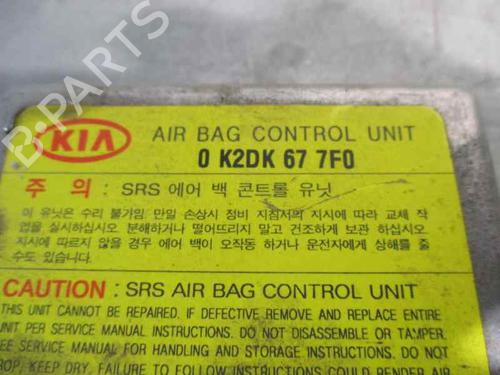 KIA
AIR BAG CONTROL UNIT
0 K2DK 67 7F0
주 의 : SRS 에어 백 콘트롤 유닛
이 유닛은 수리 불가임. 만일 손상시 정비 지침서의 지시에 따라 교체 작
업을 실시하십시오. 분해하거나 떨어뜨리지 말고 건조하게 보관 하십시오.
지시에 따르지 않을 경우 에어 백이 오작동 하거나 운전자에게 상해를 줄
수도 있습니다.
CAUTION : SRS AIR BAG CONTROL UNIT
THIS UNIT CANNOT BE REPAIRED. IF DEFECTIVE REMOVE AND REPLACE ENTIRE
UNIT PER SERVICE MANUAL INSTRUCTIONS. DO NOT DISASSEMBLE OR TAMPER.
SEE SERVICE MANUAL FOR HANDLING AND STORAGE INSTRUCTIONS. DO NOT
DROP, KEEP DRY. FAILURE TO FOLLOW INSTRUCTIONS COULD RENDER AIR
B-PARTS